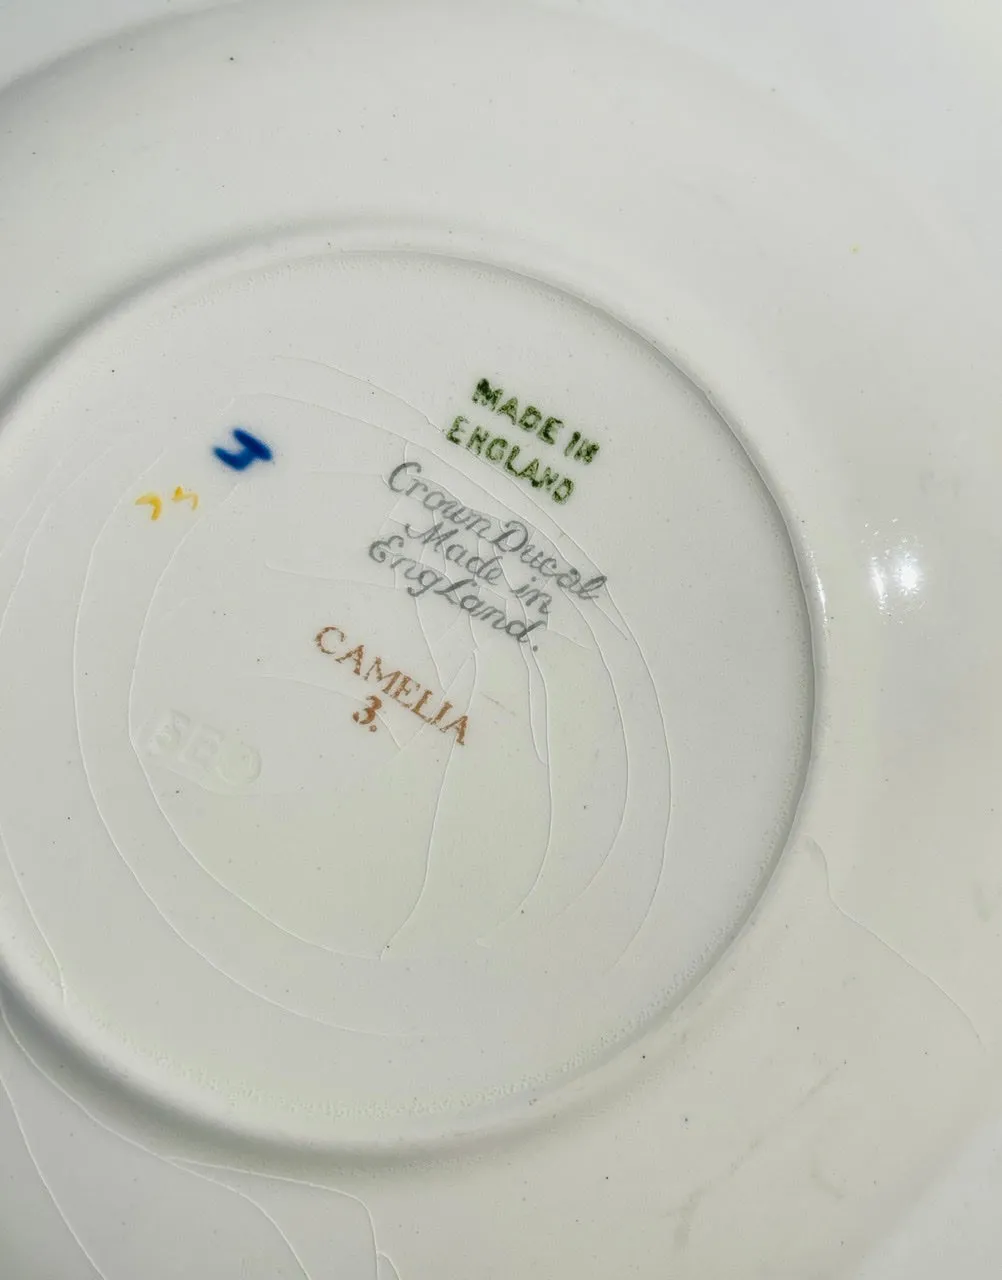 MADE IN
ENGLAND
Crown Ducal
Made in
England.
CAMELIA
3.